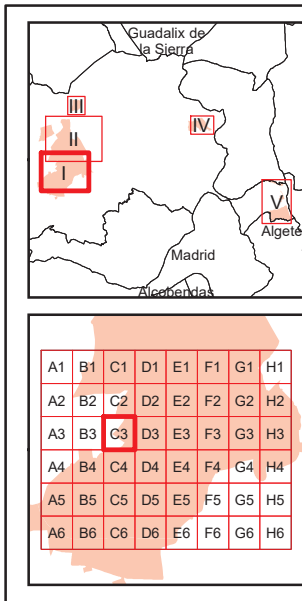 Guadalix de
la Sierra
III
II
IV
I
V
Algete
Madrid
Alcobendas
A1 B1 C1 D1 E1 F1 G1 H1
A2 B2 C2 D2 E2 F2 G2 H2
A3 B3 C3 D3 E3 F3 G3 H3
A4 B4 C4 D4 E4 F4 G4 H4
A5 B5 C5 D5 E5 F5 G5 H5
A6 B6 C6 D6 E6 F6 G6 H6